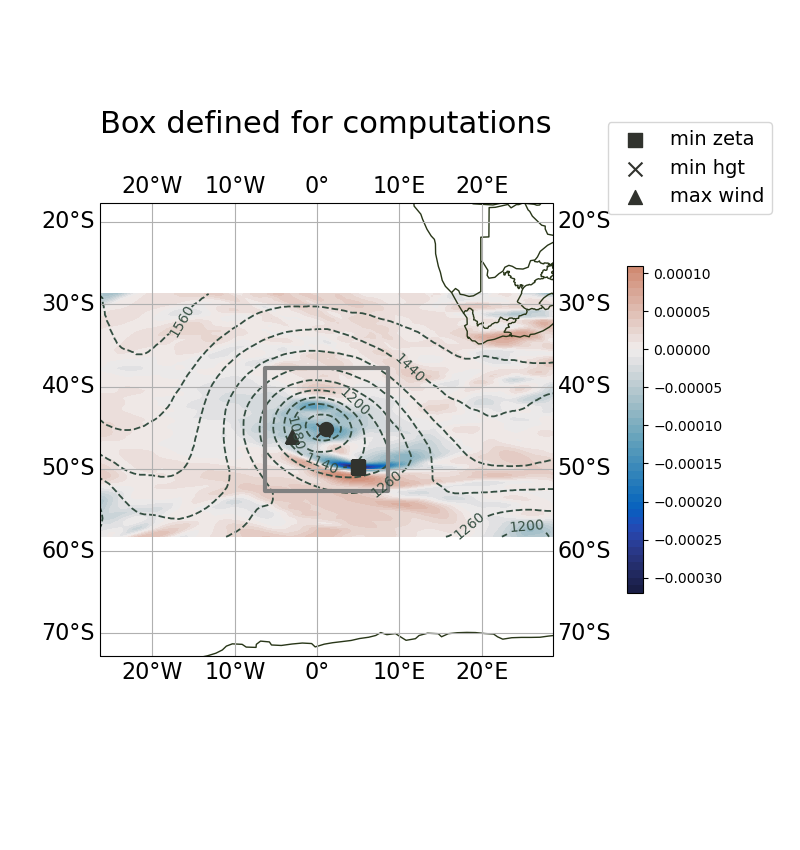 Box defined for computations
min zeta
min hgt
max wind
20°W 10°W 0° 10°E 20°E
20°S 20°S
30°S 30°S
40°S 40°S
50°S 50°S
60°S 60°S
70°S 70°S
20°W 10°W 0° 10°E 20°E
1560
1440
1200
1080
1140
1260
1260
1200
0.00010
0.00005
0.00000
−0.00005
−0.00010
−0.00015
−0.00020
−0.00025
−0.00030